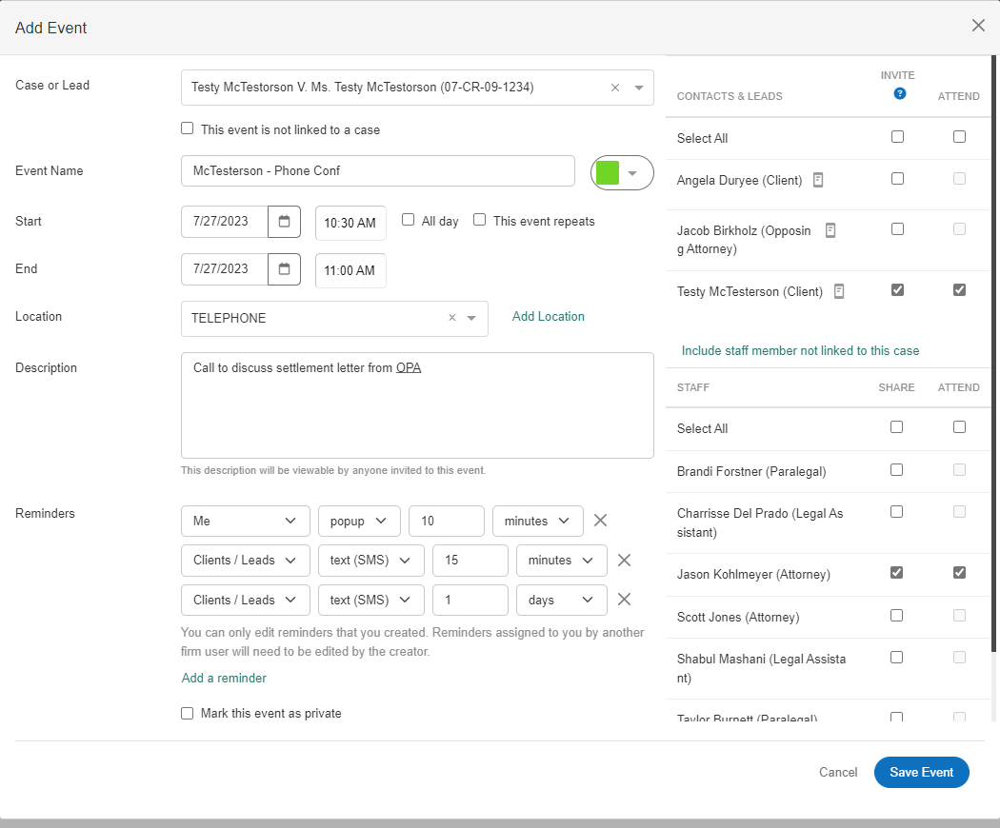 Add Event
Case or Lead
Testy McTestorson V. Ms. Testy McTestorson (07-CR-09-1234)
This event is not linked to a case
Event Name
McTesterson - Phone Conf
Start
7/27/2023
10:30 AM
All day
This event repeats
End
7/27/2023
11:00 AM
Location
TELEPHONE
Add Location
Description
Call to discuss settlement letter from OPA
This description will be viewable by anyone invited to this event.
Reminders
Me
popup
10
minutes
Clients / Leads
text (SMS)
15
minutes
Clients / Leads
text (SMS)
1
days
You can only edit reminders that you created. Reminders assigned to you by another
firm user will need to be edited by the creator.
Add a reminder
Mark this event as private
CONTACTS & LEADS
INVITE
?
ATTEND
Select All
Angela Duryee (Client)
Jacob Birkholz (Opposin
g Attorney)
Testy McTesterson (Client)
Include staff member not linked to this case
STAFF
SHARE
ATTEND
Select All
Brandi Forstner (Paralegal)
Charrisse Del Prado (Legal As
sistant)
Jason Kohlmeyer (Attorney)
Scott Jones (Attorney)
Shabul Mashani (Legal Assista
nt)
Taylor Burnett (Paralegal)
Cancel
Save Event